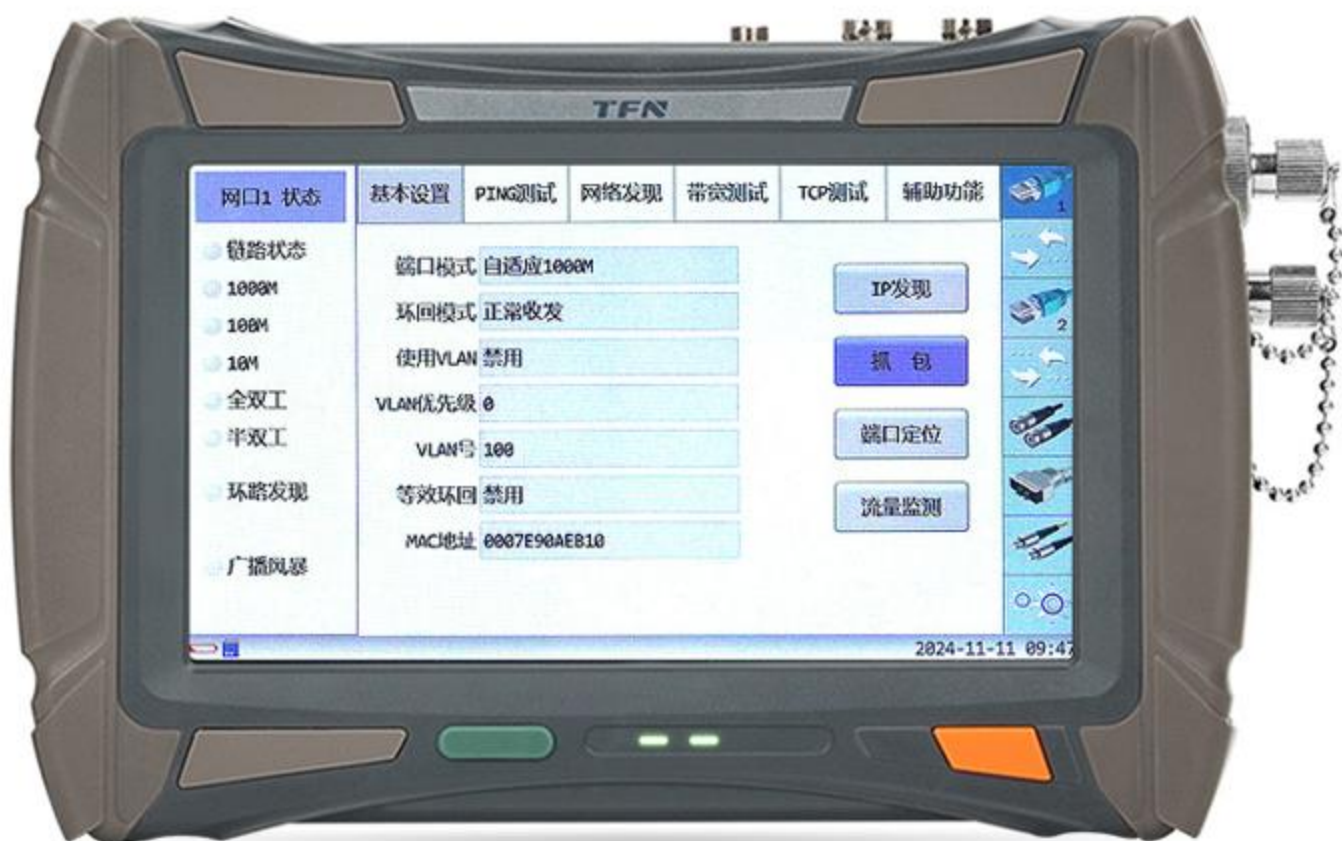 TFN
网口1 状态
基本设置 PING测试 网络发现 带宽测试 TCP测试 辅助功能
1
链路状态
1000M
100M
10M
全双工
半双工
环路发现
广播风暴
端口模式 自适应1000M
环回模式 正常收发
使用VLAN 禁用
VLAN优先级 0
VLAN号 100
等效环回 禁用
MAC地址 0007E90AEB10
IP发现
抓 包
端口定位
流量监测
2
2024-11-11 09:47